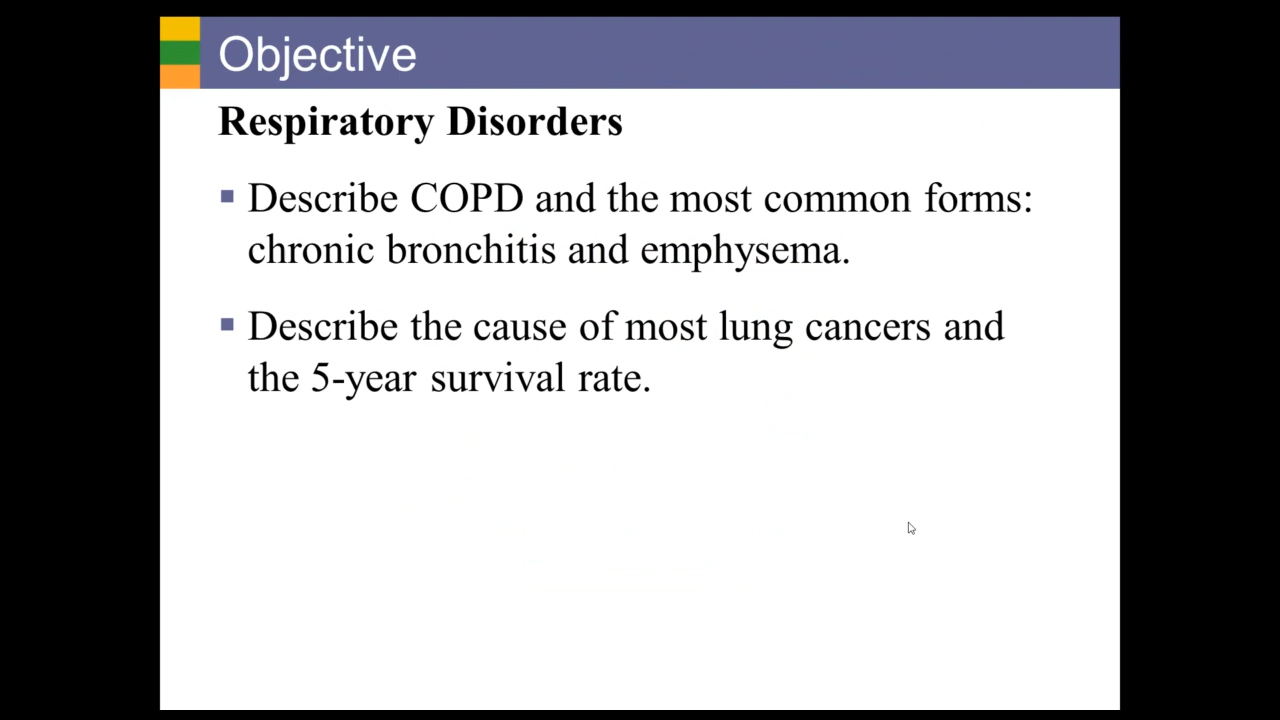 Objective
Respiratory Disorders
Describe COPD and the most common forms:
chronic bronchitis and emphysema.
Describe the cause of most lung cancers and
the 5-year survival rate.